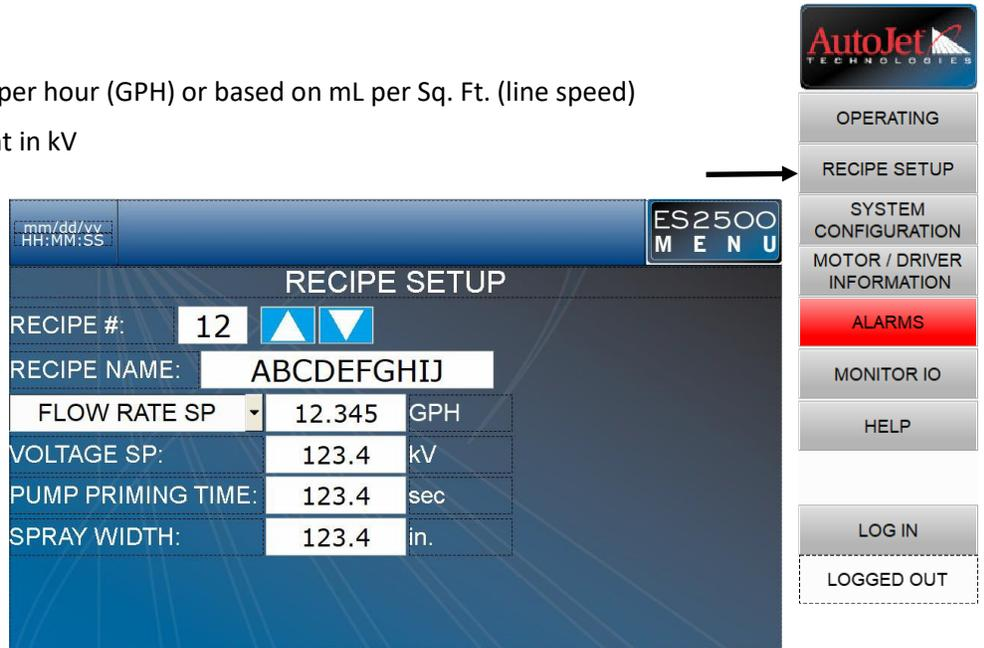 per hour (GPH) or based on mL per Sq. Ft. (line speed)
t in kV
mm/dd/yy
HH:MM:SS
ES2500
MENU
RECIPE SETUP
RECIPE #: 12
RECIPE NAME: ABCDEFGHIJ
FLOW RATE SP 12.345 GPH
VOLTAGE SP: 123.4 kV
PUMP PRIMING TIME: 123.4 sec
SPRAY WIDTH: 123.4 in.
AutoJet
TECHNOLOGIES
OPERATING
RECIPE SETUP
SYSTEM
CONFIGURATION
MOTOR / DRIVER
INFORMATION
ALARMS
MONITOR IO
HELP
LOG IN
LOGGED OUT